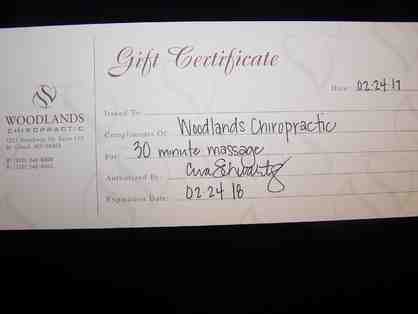 Gift Certificate
Date: 02.24.17
WOODLANDS
CHIROPRACTIC
Issued To:
Compliments Of: Woodlands Chiropractic
For: 30 minute massage
Authorized By:
Expiration Date: 02.24.18